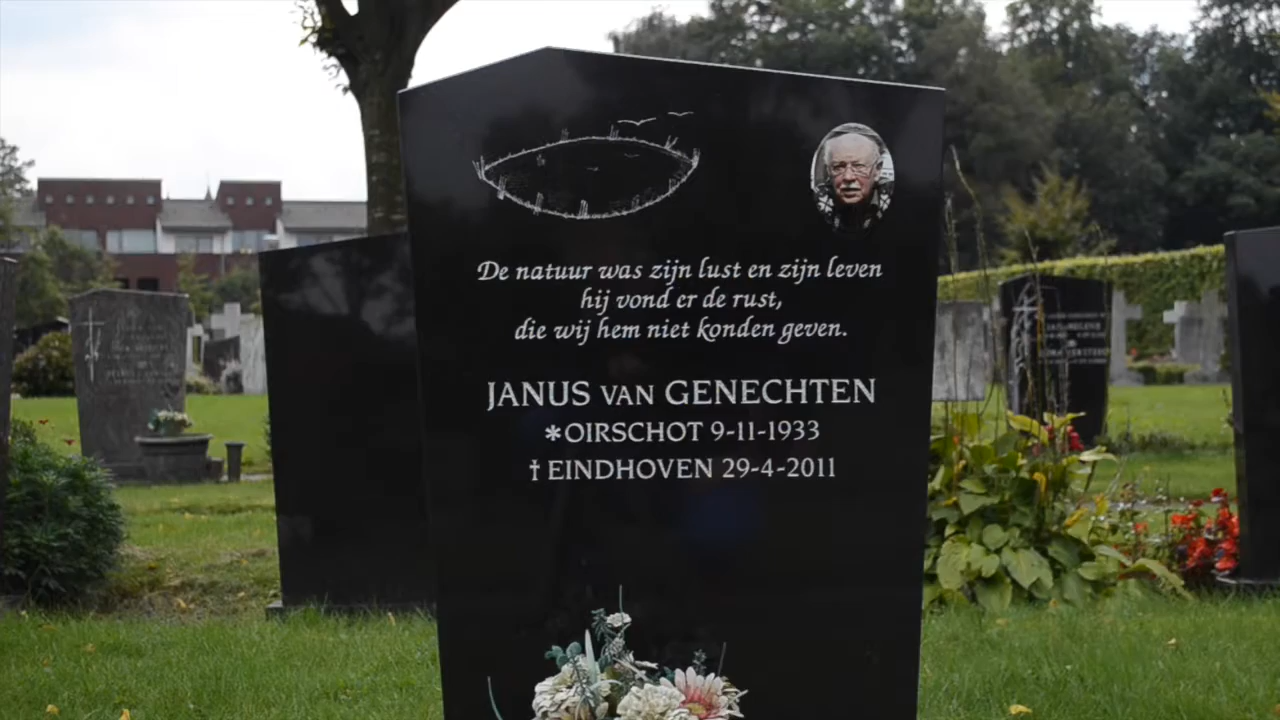 De natuur was zijn lust en zijn leven
hij vond er de rust,
die wij hem niet konden geven.
JANUS VAN GENECHTEN
*OIRSCHOT 9-11-1933
†EINDHOVEN 29-4-2011